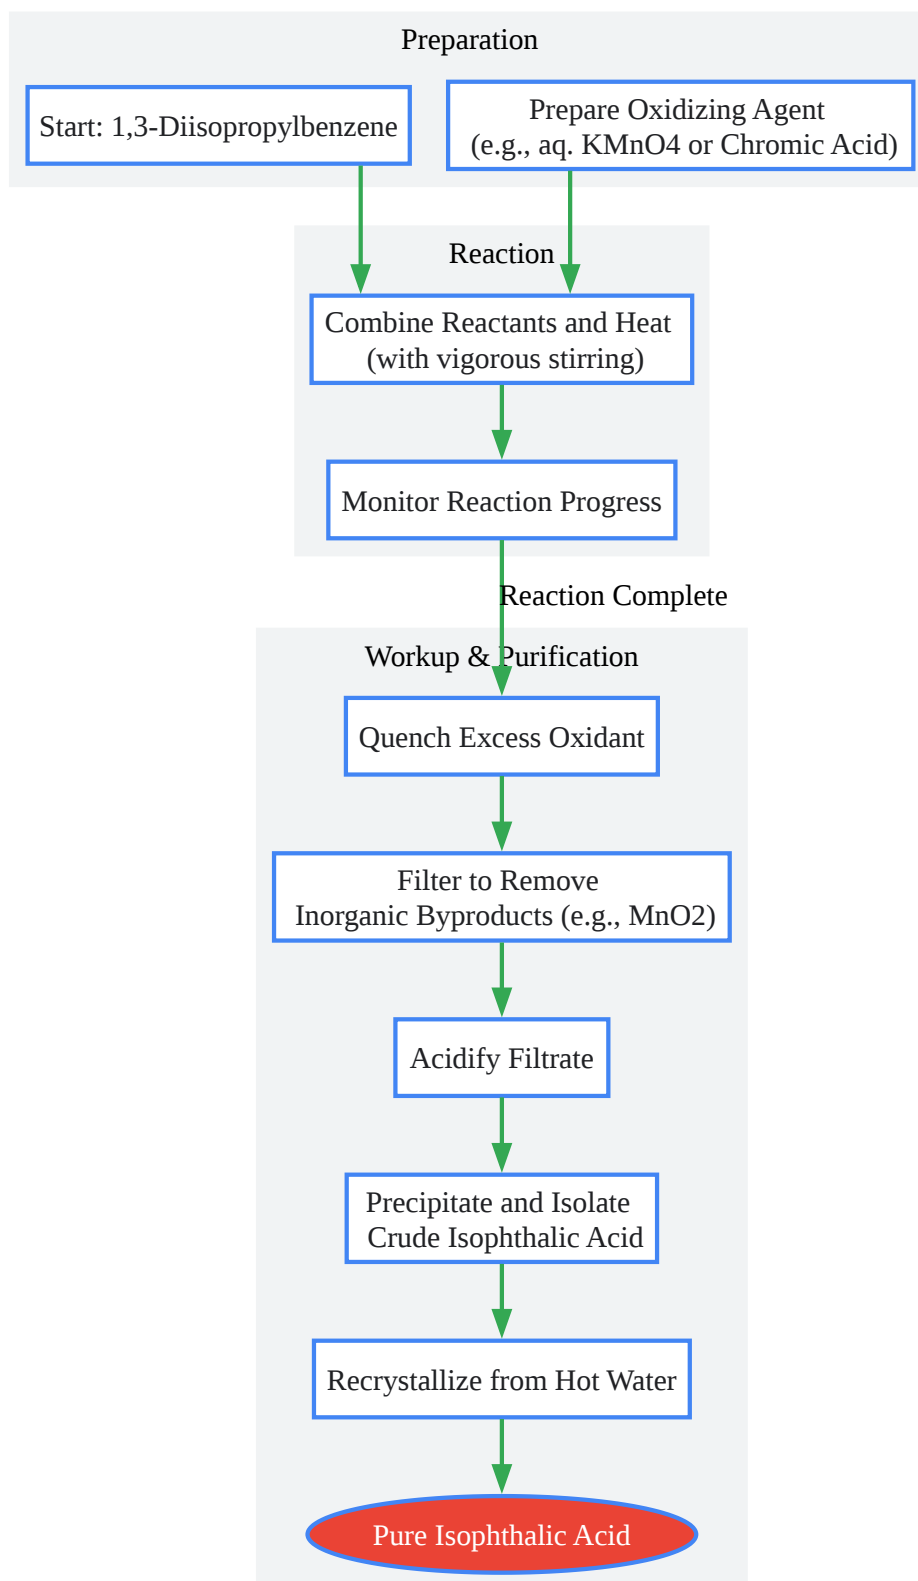 Preparation
Start: 1,3-Diisopropylbenzene
Prepare Oxidizing Agent
(e.g., aq. KMnO4 or Chromic Acid)
Reaction
Combine Reactants and Heat
(with vigorous stirring)
Monitor Reaction Progress
Reaction Complete
Workup & Purification
Quench Excess Oxidant
Filter to Remove
Inorganic Byproducts (e.g., MnO2)
Acidify Filtrate
Precipitate and Isolate
Crude Isophthalic Acid
Recrystallize from Hot Water
Pure Isophthalic Acid